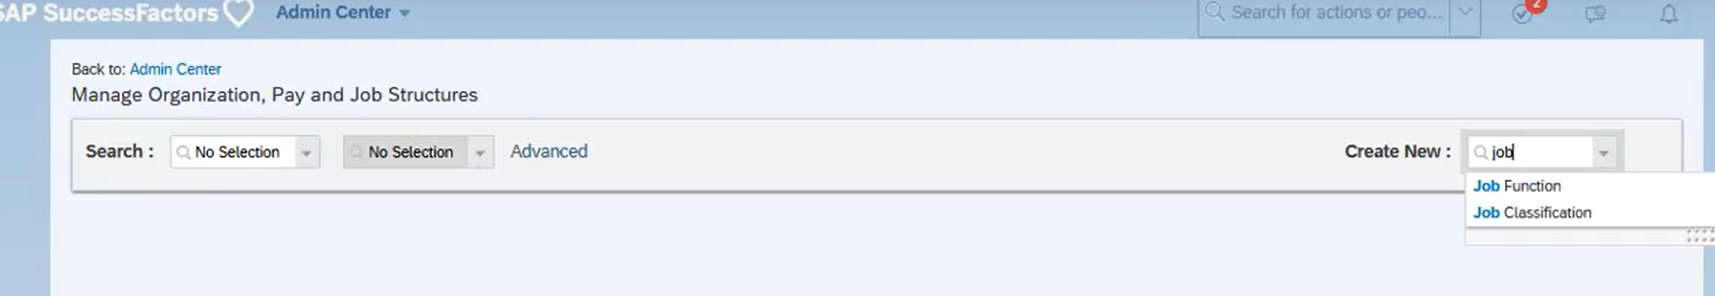 SAP SuccessFactors Admin Center Search for actions or peo... 2
Back to: Admin Center
Manage Organization, Pay and Job Structures
Search : No Selection No Selection Advanced Create New : job
Job Function
Job Classification